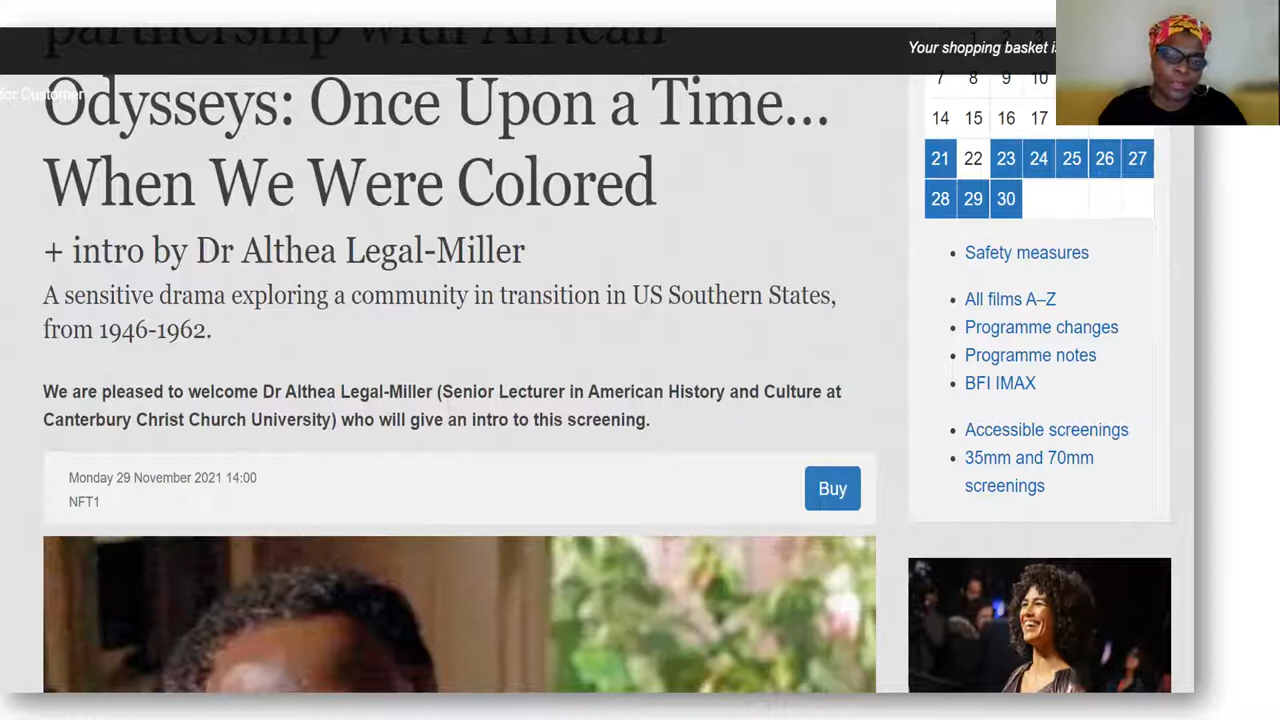 partnership with African
Odysseys: Once Upon a Time...
When We Were Colored
+ intro by Dr Althea Legal-Miller
A sensitive drama exploring a community in transition in US Southern States,
from 1946-1962.
We are pleased to welcome Dr Althea Legal-Miller (Senior Lecturer in American History and Culture at
Canterbury Christ Church University) who will give an intro to this screening.
Monday 29 November 2021 14:00
NFT1
Buy
Your shopping basket is
7 8 9 10
14 15 16 17
21 22 23 24 25 26 27
28 29 30
Safety measures
All films A–Z
Programme changes
Programme notes
BFI IMAX
Accessible screenings
35mm and 70mm
screenings